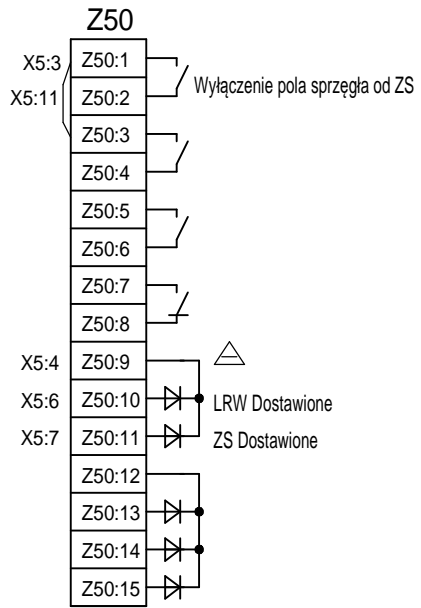 Z50
X5:3 Z50:1
X5:11 Z50:2 Wyłączenie pola sprzęgła od ZS
Z50:3
Z50:4
Z50:5
Z50:6
Z50:7
Z50:8
X5:4 Z50:9
X5:6 Z50:10 LRW Dostawione
X5:7 Z50:11 ZS Dostawione
Z50:12
Z50:13
Z50:14
Z50:15